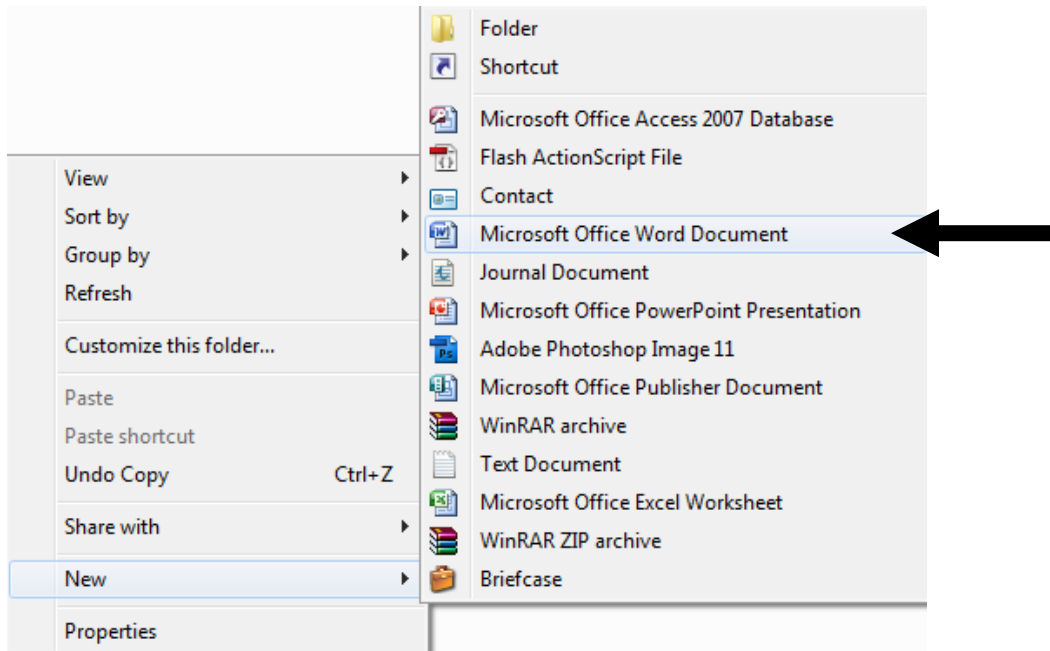 View
Sort by
Group by
Refresh
Customize this folder...
Paste
Paste shortcut
Undo Copy Ctrl+Z
Share with
New
Properties
Folder
Shortcut
Microsoft Office Access 2007 Database
Flash ActionScript File
Contact
Microsoft Office Word Document
Journal Document
Microsoft Office PowerPoint Presentation
Adobe Photoshop Image 11
Microsoft Office Publisher Document
WinRAR archive
Text Document
Microsoft Office Excel Worksheet
WinRAR ZIP archive
Briefcase